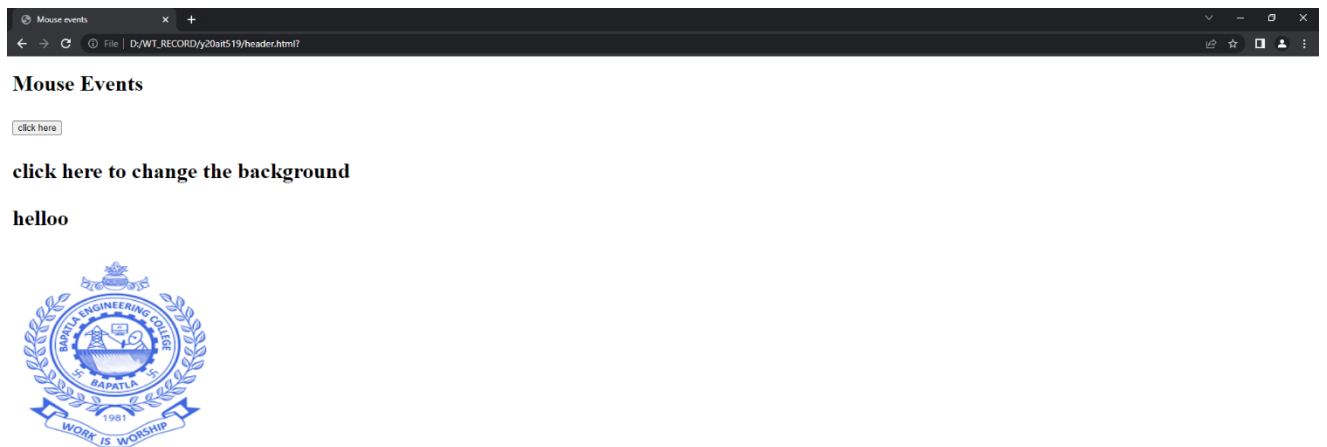 Mouse events
File | D:/WT_RECORD/y20ait519/header.html?
Mouse Events
click here
click here to change the background
helloo
BAPATLA ENGINEERING COLLEGE
BAPATLA
1981
WORK IS WORSHIP